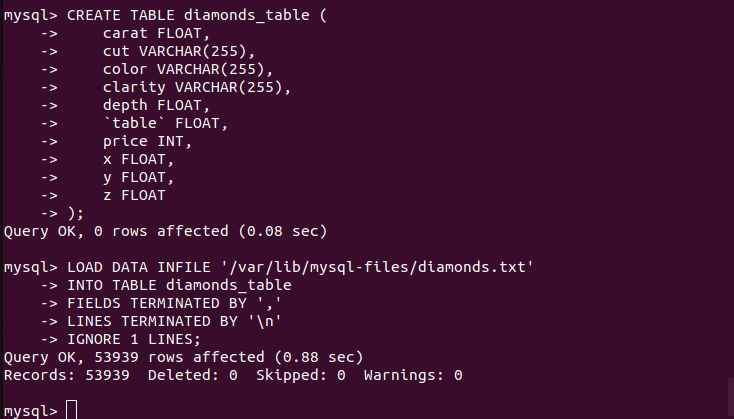 mysql> CREATE TABLE diamonds_table (
    ->     carat FLOAT,
    ->     cut VARCHAR(255),
    ->     color VARCHAR(255),
    ->     clarity VARCHAR(255),
    ->     depth FLOAT,
    ->     `table` FLOAT,
    ->     price INT,
    ->     x FLOAT,
    ->     y FLOAT,
    ->     z FLOAT
    -> );
Query OK, 0 rows affected (0.08 sec)

mysql> LOAD DATA INFILE '/var/lib/mysql-files/diamonds.txt'
    -> INTO TABLE diamonds_table
    -> FIELDS TERMINATED BY ','
    -> LINES TERMINATED BY '\n'
    -> IGNORE 1 LINES;
Query OK, 53939 rows affected (0.88 sec)
Records: 53939  Deleted: 0  Skipped: 0  Warnings: 0

mysql>